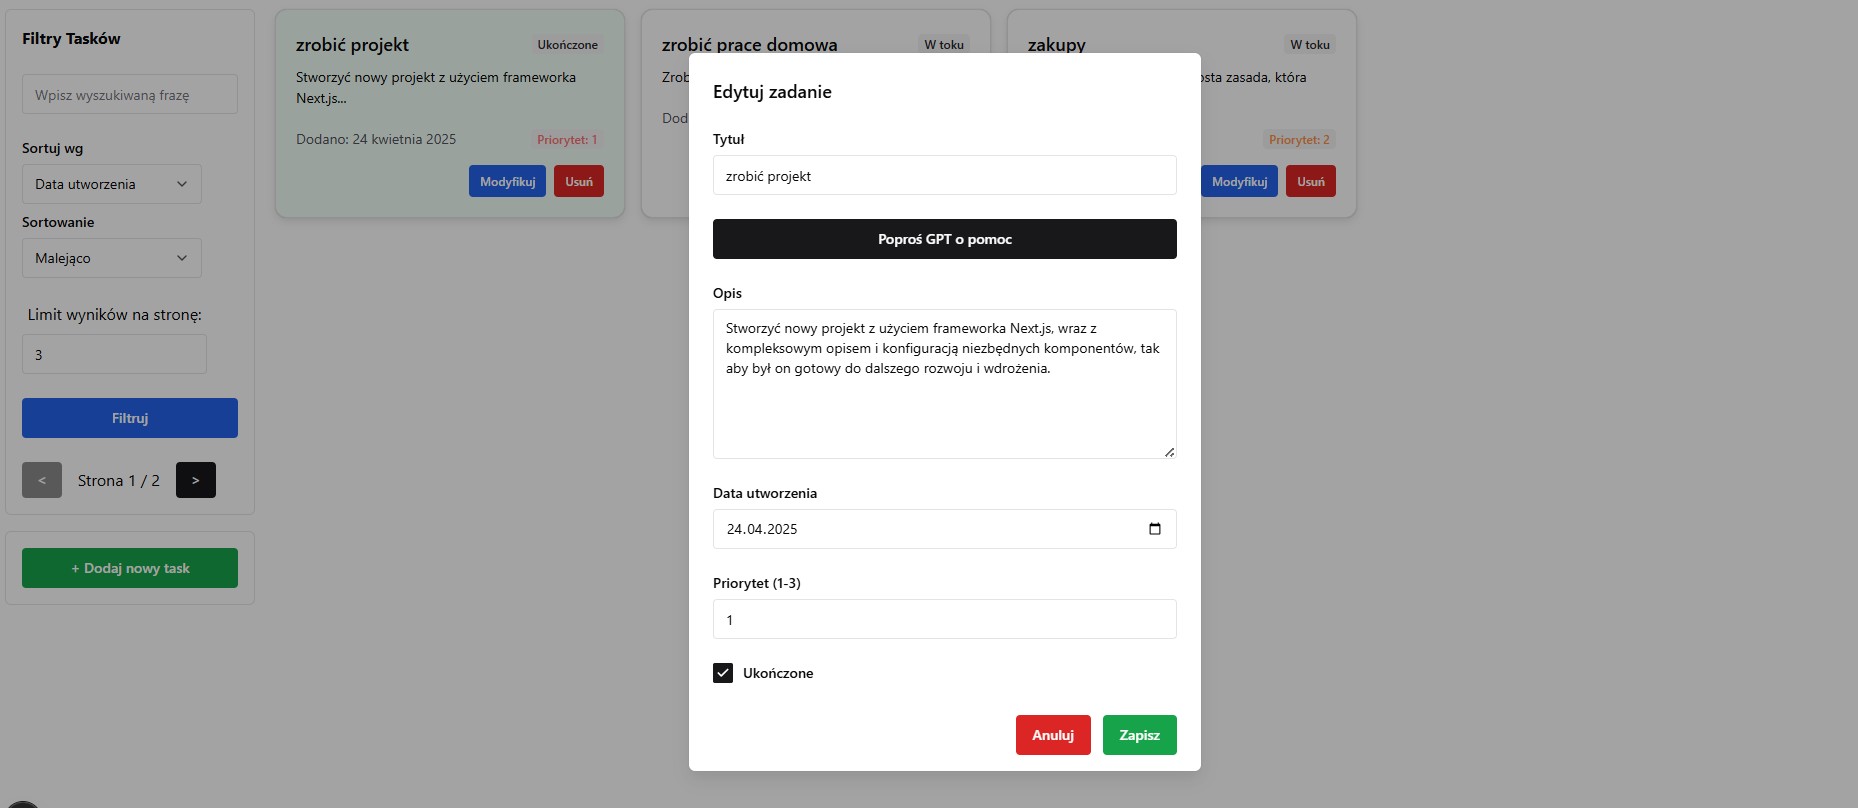 Filtry Tasków
Wpisz wyszukiwaną frazę
Sortuj wg
Data utworzenia
Sortowanie
Malejąco
Limit wyników na stronę:
3
Filtruj
<
Strona 1 / 2
>
+ Dodaj nowy task
zrobić projekt
Ukończone
Stworzyć nowy projekt z użyciem frameworka
Next.js...
Dodano: 24 kwietnia 2025
Priorytet: 1
Modyfikuj
Usuń
zrobić prace domowa
W toku
zakupy
W toku
zasada, która
Priorytet: 2
Modyfikuj
Usuń
Edytuj zadanie
Tytuł
zrobić projekt
Poproś GPT o pomoc
Opis
Stworzyć nowy projekt z użyciem frameworka Next.js, wraz z
kompleksowym opisem i konfiguracją niezbędnych komponentów, tak
aby był on gotowy do dalszego rozwoju i wdrożenia.
Data utworzenia
24.04.2025
Priorytet (1-3)
1
Ukończone
Anuluj
Zapisz